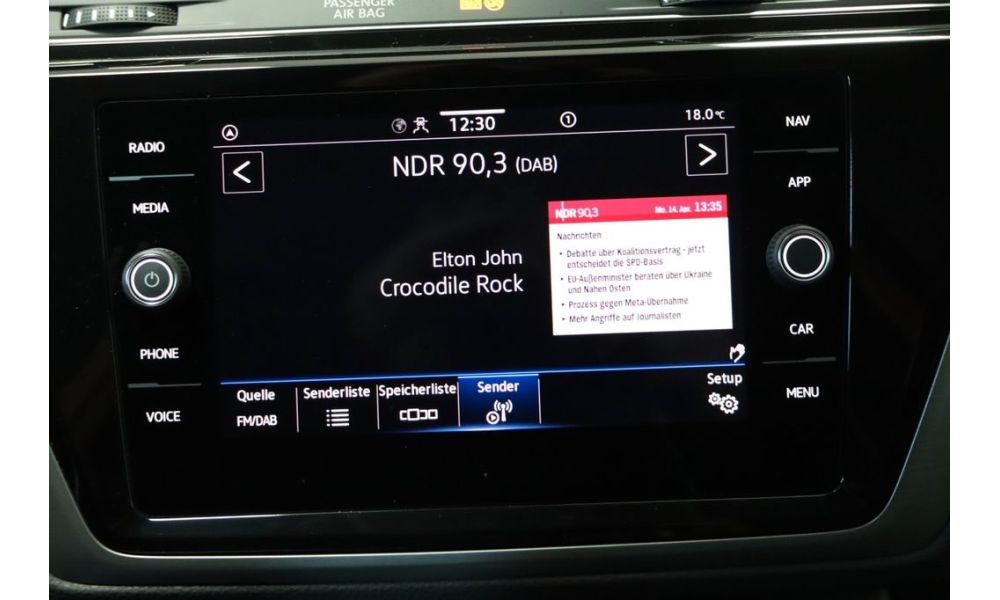 PASSENGER
AIR BAG
12:30
1
18.0°C
RADIO
MEDIA
PHONE
VOICE
NAV
APP
CAR
MENU
NDR 90,3 (DAB)
Elton John
Crocodile Rock
NDR 90,3 Mo. 14. Apr. 13:35
Nachrichten
• Debatte über Koalitionsvertrag - jetzt
entscheidet die SPD-Basis
• EU-Außenminister beraten über Ukraine
und Nahen Osten
• Prozess gegen Meta-Übernahme
• Mehr Angriffe auf Journalisten
Quelle
FM/DAB
Senderliste
Speicherliste
Sender
Setup